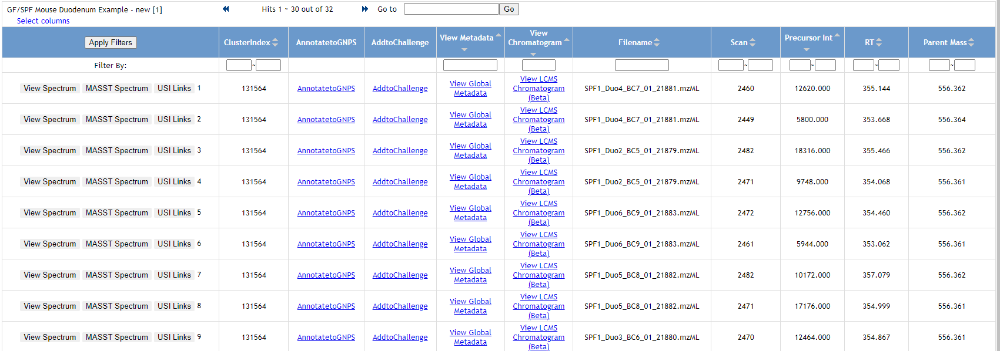 GF/SPF Mouse Duodenum Example - new [1] Hits 1 ~ 30 out of 32 Go to Go
Select columns
Apply Filters ClusterIndex AnnotatetoGNPS AddtoChallenge View Metadata View Chromatogram Filename Scan Precursor Int RT Parent Mass
Filter By: ~ ~ ~ ~ ~
View Spectrum MASST Spectrum USI Links 1 131564 AnnotatetoGNPS AddtoChallenge View Global Metadata View LCMS Chromatogram (Beta) SPF1_Duo4_BC7_01_21881.mzML 2460 12620.000 355.144 556.362
View Spectrum MASST Spectrum USI Links 2 131564 AnnotatetoGNPS AddtoChallenge View Global Metadata View LCMS Chromatogram (Beta) SPF1_Duo4_BC7_01_21881.mzML 2449 5800.000 353.668 556.364
View Spectrum MASST Spectrum USI Links 3 131564 AnnotatetoGNPS AddtoChallenge View Global Metadata View LCMS Chromatogram (Beta) SPF1_Duo2_BC5_01_21879.mzML 2482 18316.000 355.466 556.362
View Spectrum MASST Spectrum USI Links 4 131564 AnnotatetoGNPS AddtoChallenge View Global Metadata View LCMS Chromatogram (Beta) SPF1_Duo2_BC5_01_21879.mzML 2471 9748.000 354.068 556.361
View Spectrum MASST Spectrum USI Links 5 131564 AnnotatetoGNPS AddtoChallenge View Global Metadata View LCMS Chromatogram (Beta) SPF1_Duo6_BC9_01_21883.mzML 2472 12756.000 354.460 556.362
View Spectrum MASST Spectrum USI Links 6 131564 AnnotatetoGNPS AddtoChallenge View Global Metadata View LCMS Chromatogram (Beta) SPF1_Duo6_BC9_01_21883.mzML 2461 5944.000 353.062 556.361
View Spectrum MASST Spectrum USI Links 7 131564 AnnotatetoGNPS AddtoChallenge View Global Metadata View LCMS Chromatogram (Beta) SPF1_Duo5_BC8_01_21882.mzML 2482 10172.000 357.079 556.362
View Spectrum MASST Spectrum USI Links 8 131564 AnnotatetoGNPS AddtoChallenge View Global Metadata View LCMS Chromatogram (Beta) SPF1_Duo5_BC8_01_21882.mzML 2471 17176.000 354.999 556.361
View Spectrum MASST Spectrum USI Links 9 131564 AnnotatetoGNPS AddtoChallenge View Global Metadata View LCMS Chromatogram (Beta) SPF1_Duo3_BC6_01_21880.mzML 2470 12464.000 354.867 556.361